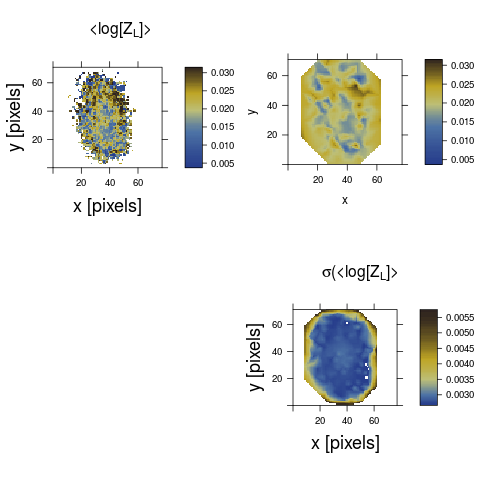 <log[Z_L]>
60
40
20
20 40 60
x [pixels]
y [pixels]
0.030
0.025
0.020
0.015
0.010
0.005
60
40
20
20 40 60
x
y
0.030
0.025
0.020
0.015
0.010
0.005
σ(<log[Z_L]>
60
40
20
20 40 60
x [pixels]
y [pixels]
0.0055
0.0050
0.0045
0.0040
0.0035
0.0030